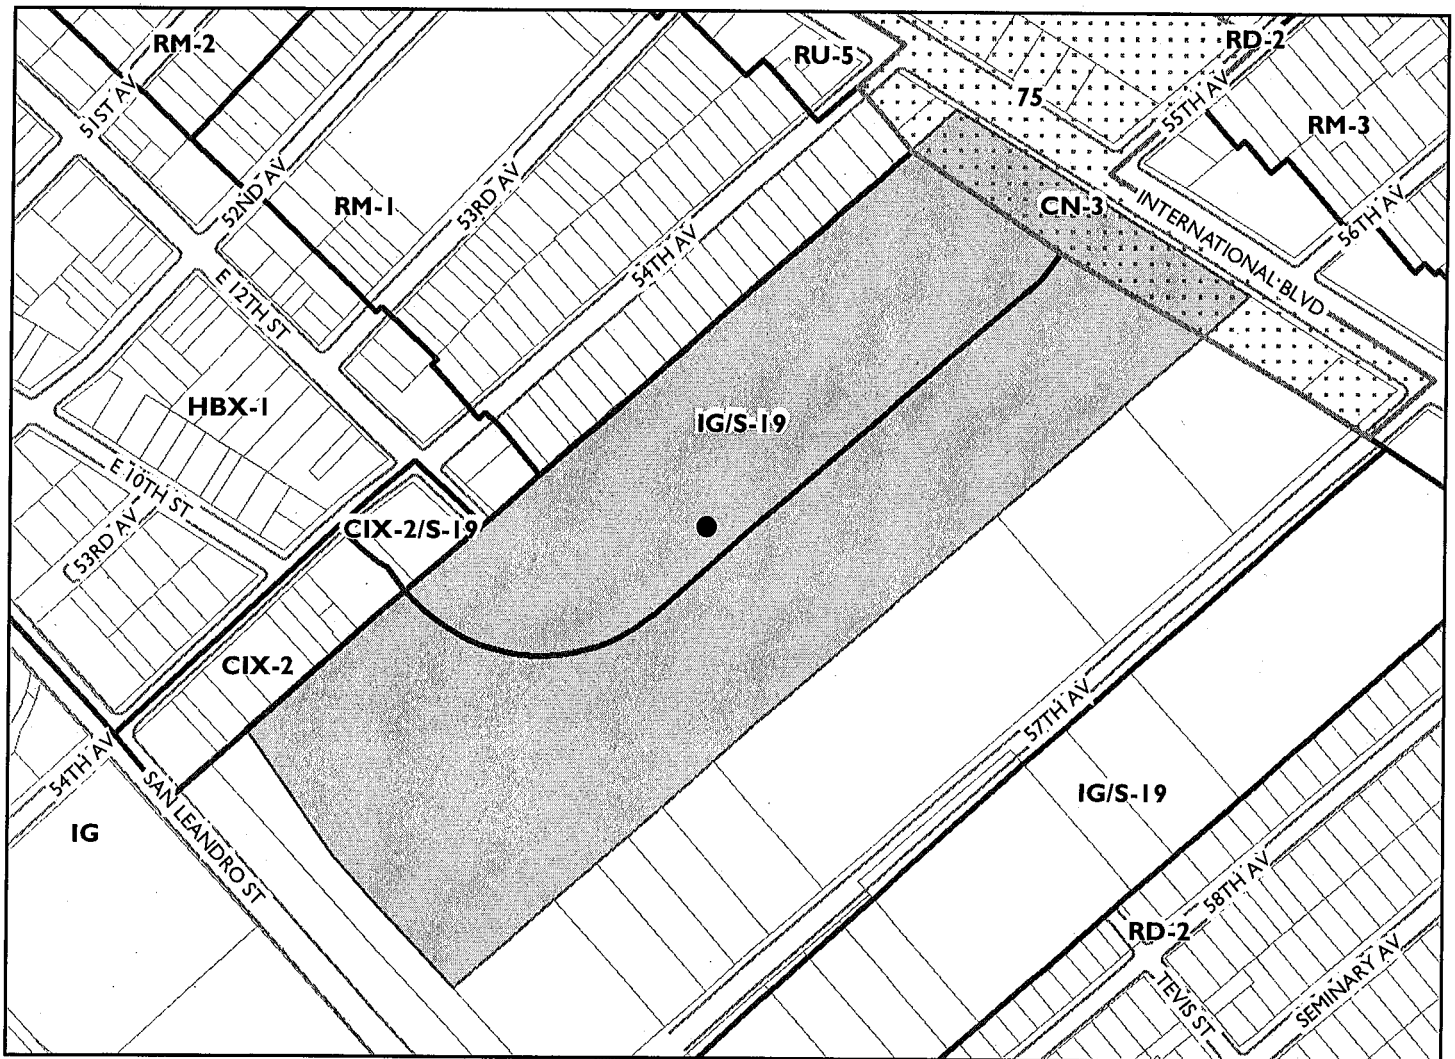 RM-2
RU-5
RD-2
51ST AV
75
55TH AV
RM-3
52ND AV
RM-1
53RD AV
CN-3
INTERNATIONAL BLVD
56TH AV
54TH AV
E 12TH ST
HBX-1
IG/S-19
E 10TH ST
53RD AV
CIX-2/S-19
CIX-2
57TH AV
54TH AV
SAN LEANDRO ST
IG
IG/S-19
58TH AV
RD-2
TEVIS ST
SEMINARY AV